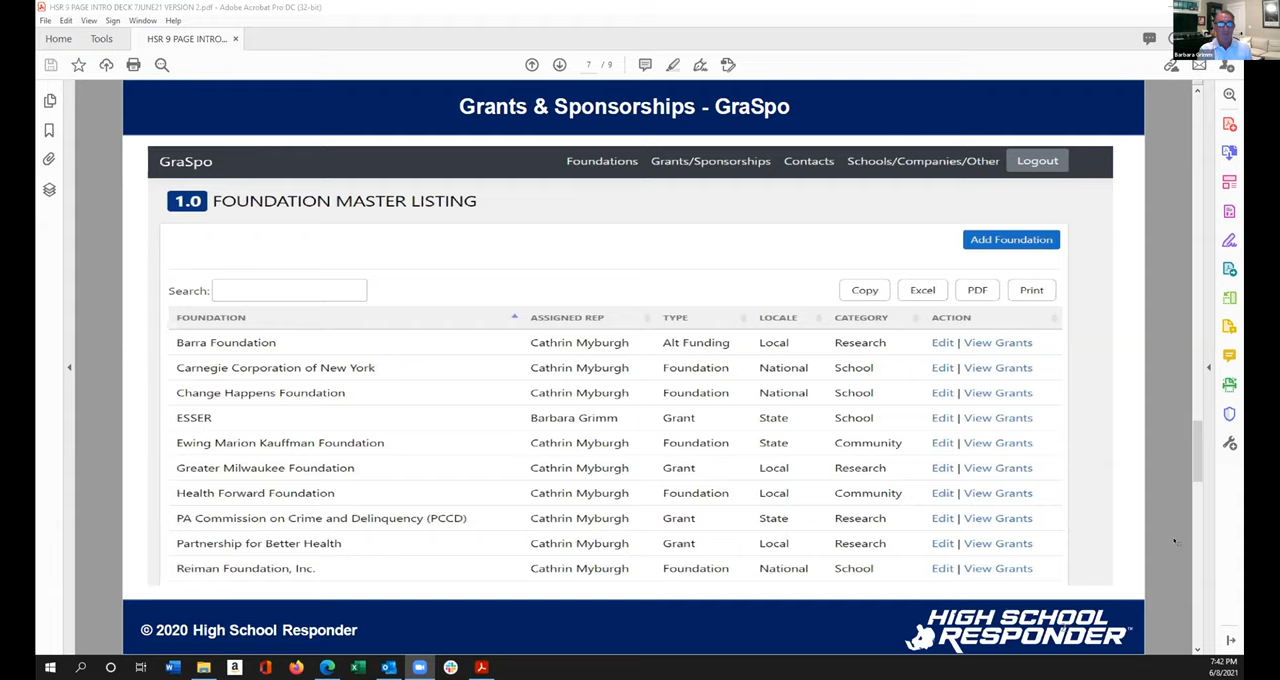 HSR 9 PAGE INTRO DECK 7JUNE21 VERSION 2.pdf - Adobe Acrobat Pro DC (32-bit)
File Edit View Sign Window Help
Home Tools HSR 9 PAGE INTRO... ×
7 / 9
Barbara Grimm
Grants & Sponsorships - GraSpo
GraSpo Foundations Grants/Sponsorships Contacts Schools/Companies/Other Logout
1.0 FOUNDATION MASTER LISTING
Add Foundation
Search: Copy Excel PDF Print
FOUNDATION ASSIGNED REP TYPE LOCALE CATEGORY ACTION
Barra Foundation Cathrin Myburgh Alt Funding Local Research Edit | View Grants
Carnegie Corporation of New York Cathrin Myburgh Foundation National School Edit | View Grants
Change Happens Foundation Cathrin Myburgh Foundation National School Edit | View Grants
ESSER Barbara Grimm Grant State School Edit | View Grants
Ewing Marion Kauffman Foundation Cathrin Myburgh Foundation State Community Edit | View Grants
Greater Milwaukee Foundation Cathrin Myburgh Grant Local Research Edit | View Grants
Health Forward Foundation Cathrin Myburgh Foundation Local Community Edit | View Grants
PA Commission on Crime and Delinquency (PCCD) Cathrin Myburgh Grant State Research Edit | View Grants
Partnership for Better Health Cathrin Myburgh Grant Local Research Edit | View Grants
Reiman Foundation, Inc. Cathrin Myburgh Foundation National School Edit | View Grants
© 2020 High School Responder
HIGH SCHOOL
RESPONDER™
7:42 PM
6/8/2021